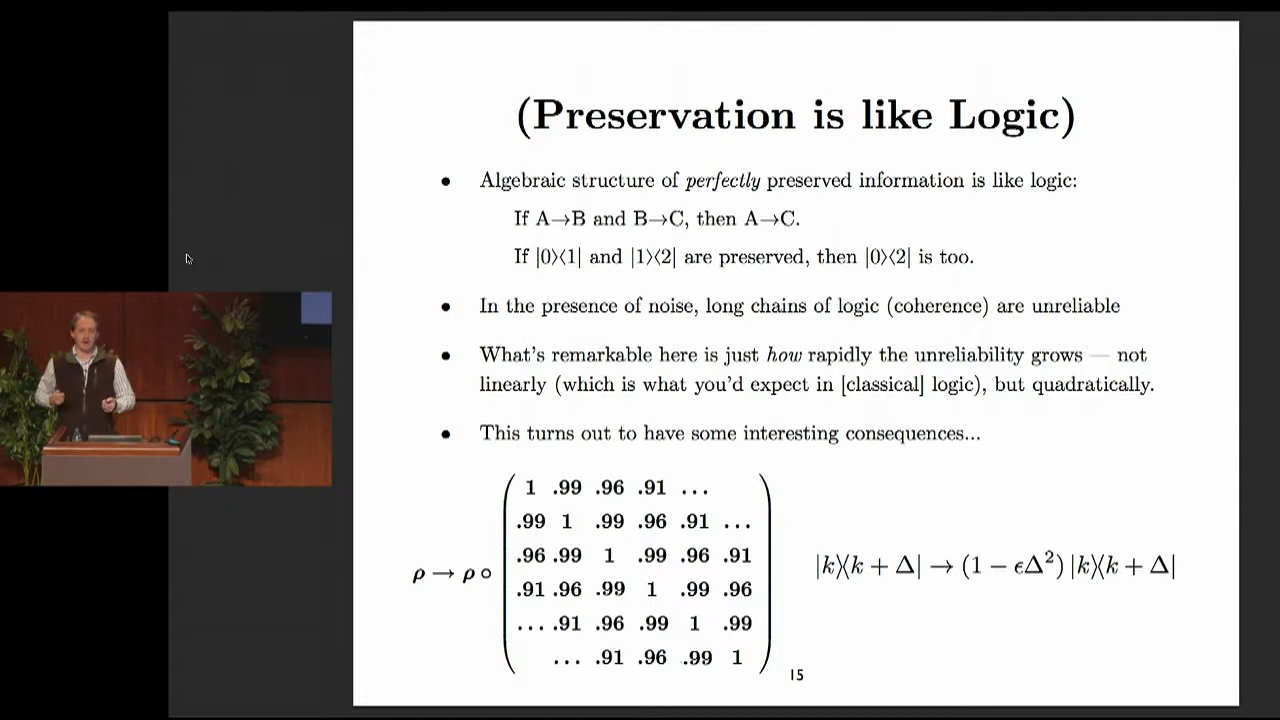 (Preservation is like Logic)
• Algebraic structure of perfectly preserved information is like logic:
If A→B and B→C, then A→C.
If |0⟩⟨1| and |1⟩⟨2| are preserved, then |0⟩⟨2| is too.
• In the presence of noise, long chains of logic (coherence) are unreliable
• What's remarkable here is just how rapidly the unreliability grows — not
linearly (which is what you'd expect in [classical] logic), but quadratically.
• This turns out to have some interesting consequences...
1 .99 .96 .91 ...
.99 1 .99 .96 .91 ...
.96 .99 1 .99 .96 .91
ρ → ρ ∘
|k⟩⟨k + Δ| → (1 − ϵΔ²) |k⟩⟨k + Δ|
.91 .96 .99 1 .99 .96
... .91 .96 .99 1 .99
... .91 .96 .99 1
15